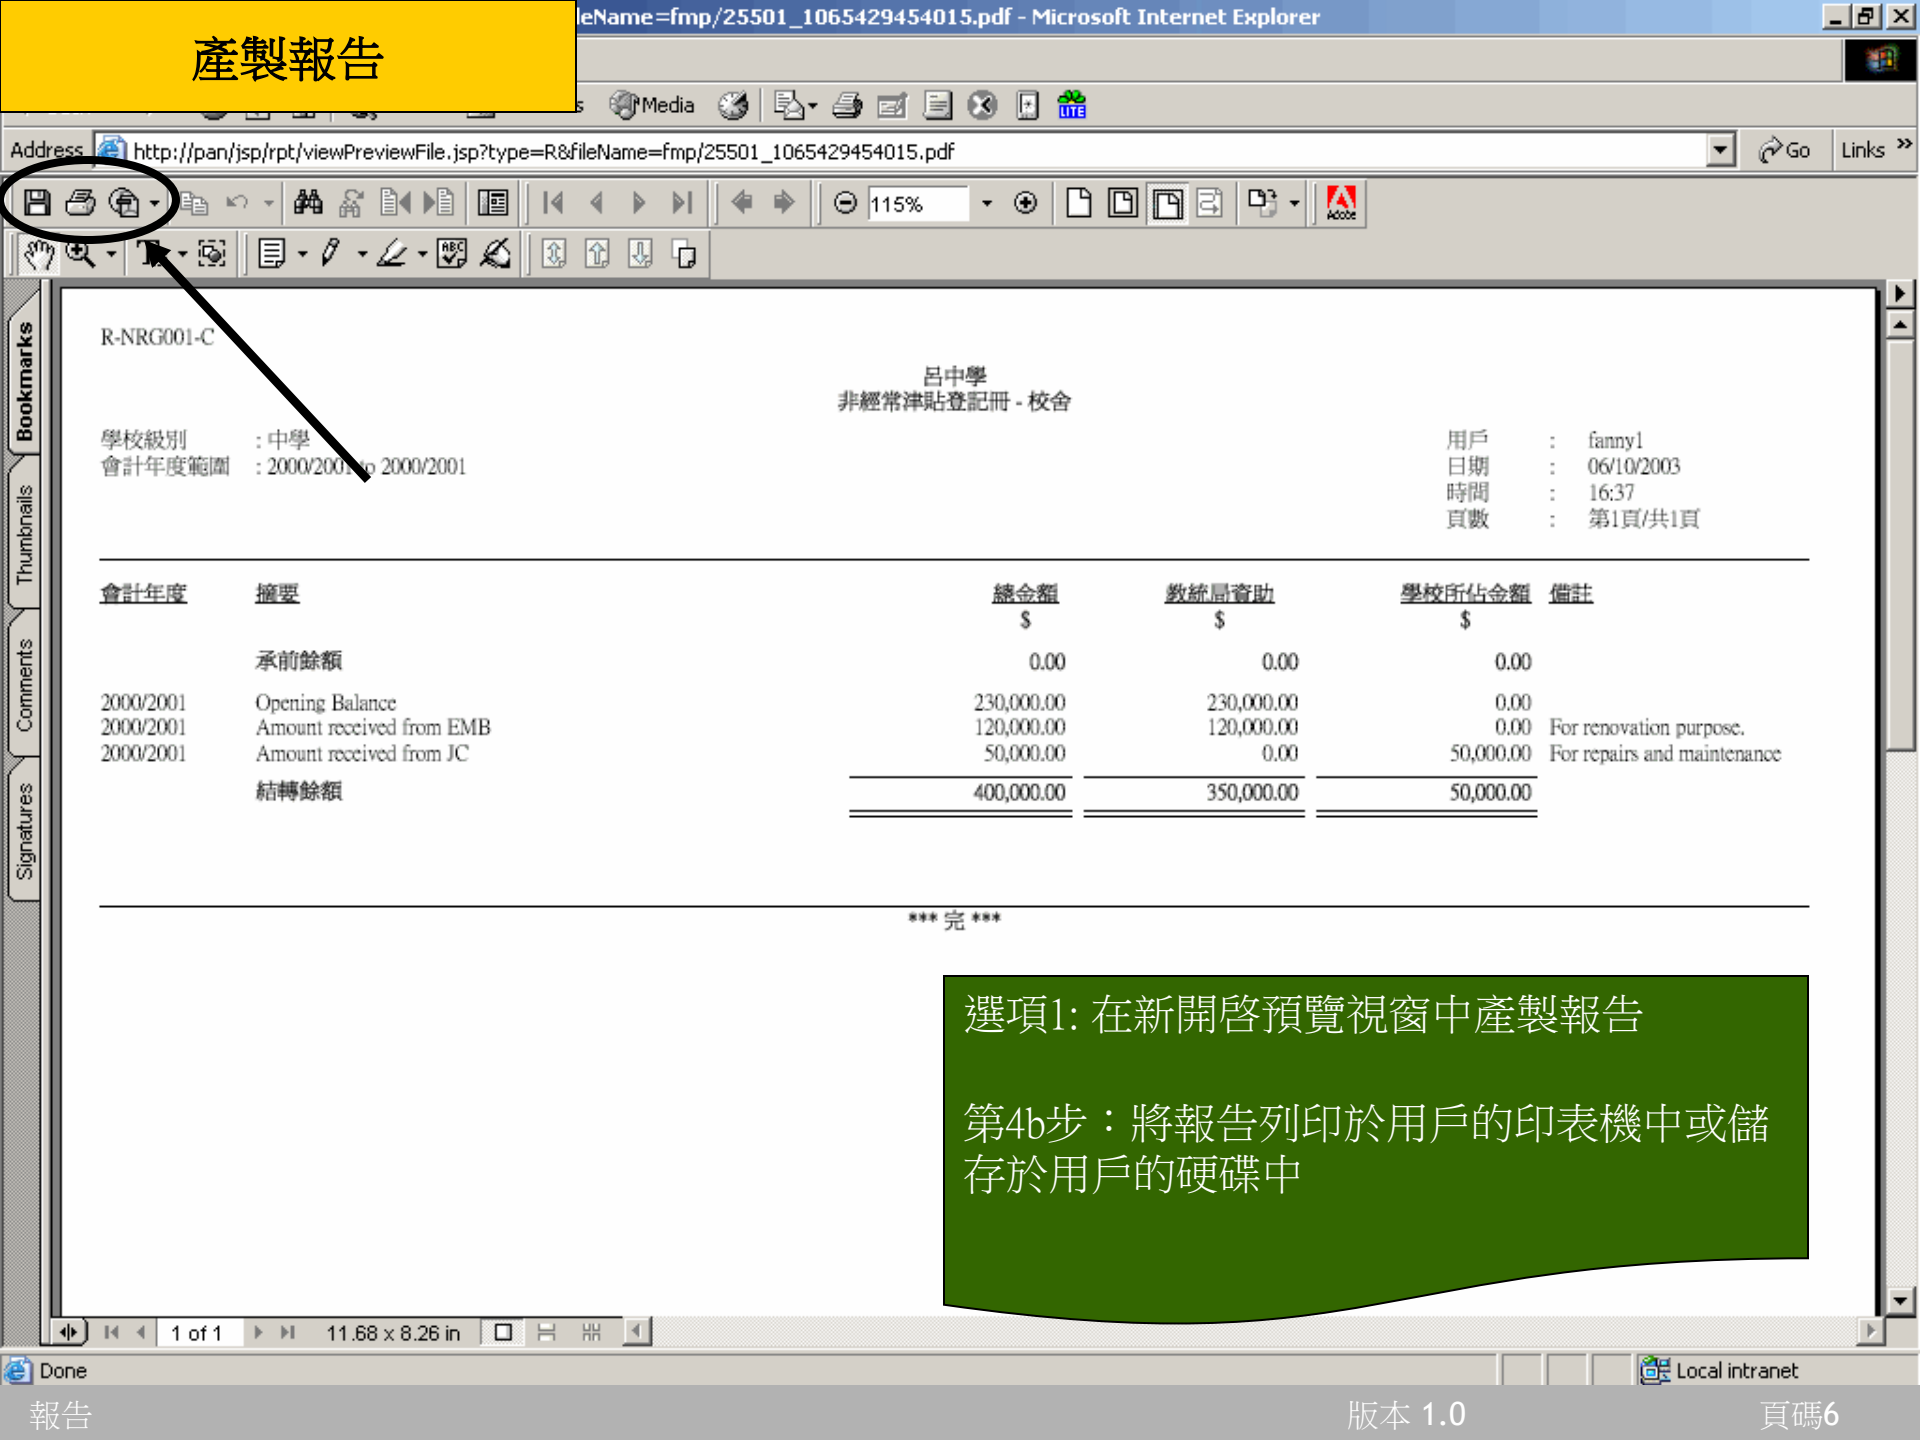 產製報告
leName=fmp/25501_1065429454015.pdf - Microsoft Internet Explorer
Media
LITE
Address http://pan/jsp/rpt/viewPreviewFile.jsp?type=R&fileName=fmp/25501_1065429454015.pdf Go Links »
115%
Adobe
ABC
Bookmarks
Thumbnails
Comments
Signatures
R-NRG001-C
呂中學
非經常津貼登記冊 - 校舍
學校級別 : 中學
會計年度範圍 : 2000/2001 to 2000/2001
用戶 : fanny1
日期 : 06/10/2003
時間 : 16:37
頁數 : 第1頁/共1頁
會計年度 摘要 總金額 教統局資助 學校所佔金額 備註
$ $ $
承前餘額 0.00 0.00 0.00
2000/2001 Opening Balance 230,000.00 230,000.00 0.00
2000/2001 Amount received from EMB 120,000.00 120,000.00 0.00 For renovation purpose.
2000/2001 Amount received from JC 50,000.00 0.00 50,000.00 For repairs and maintenance
結轉餘額 400,000.00 350,000.00 50,000.00
*** 完 ***
選項1: 在新開啓預覽視窗中產製報告
第4b步：將報告列印於用戶的印表機中或儲
存於用戶的硬碟中
1 of 1 11.68 x 8.26 in
Done Local intranet
報告 版本 1.0 頁碼6